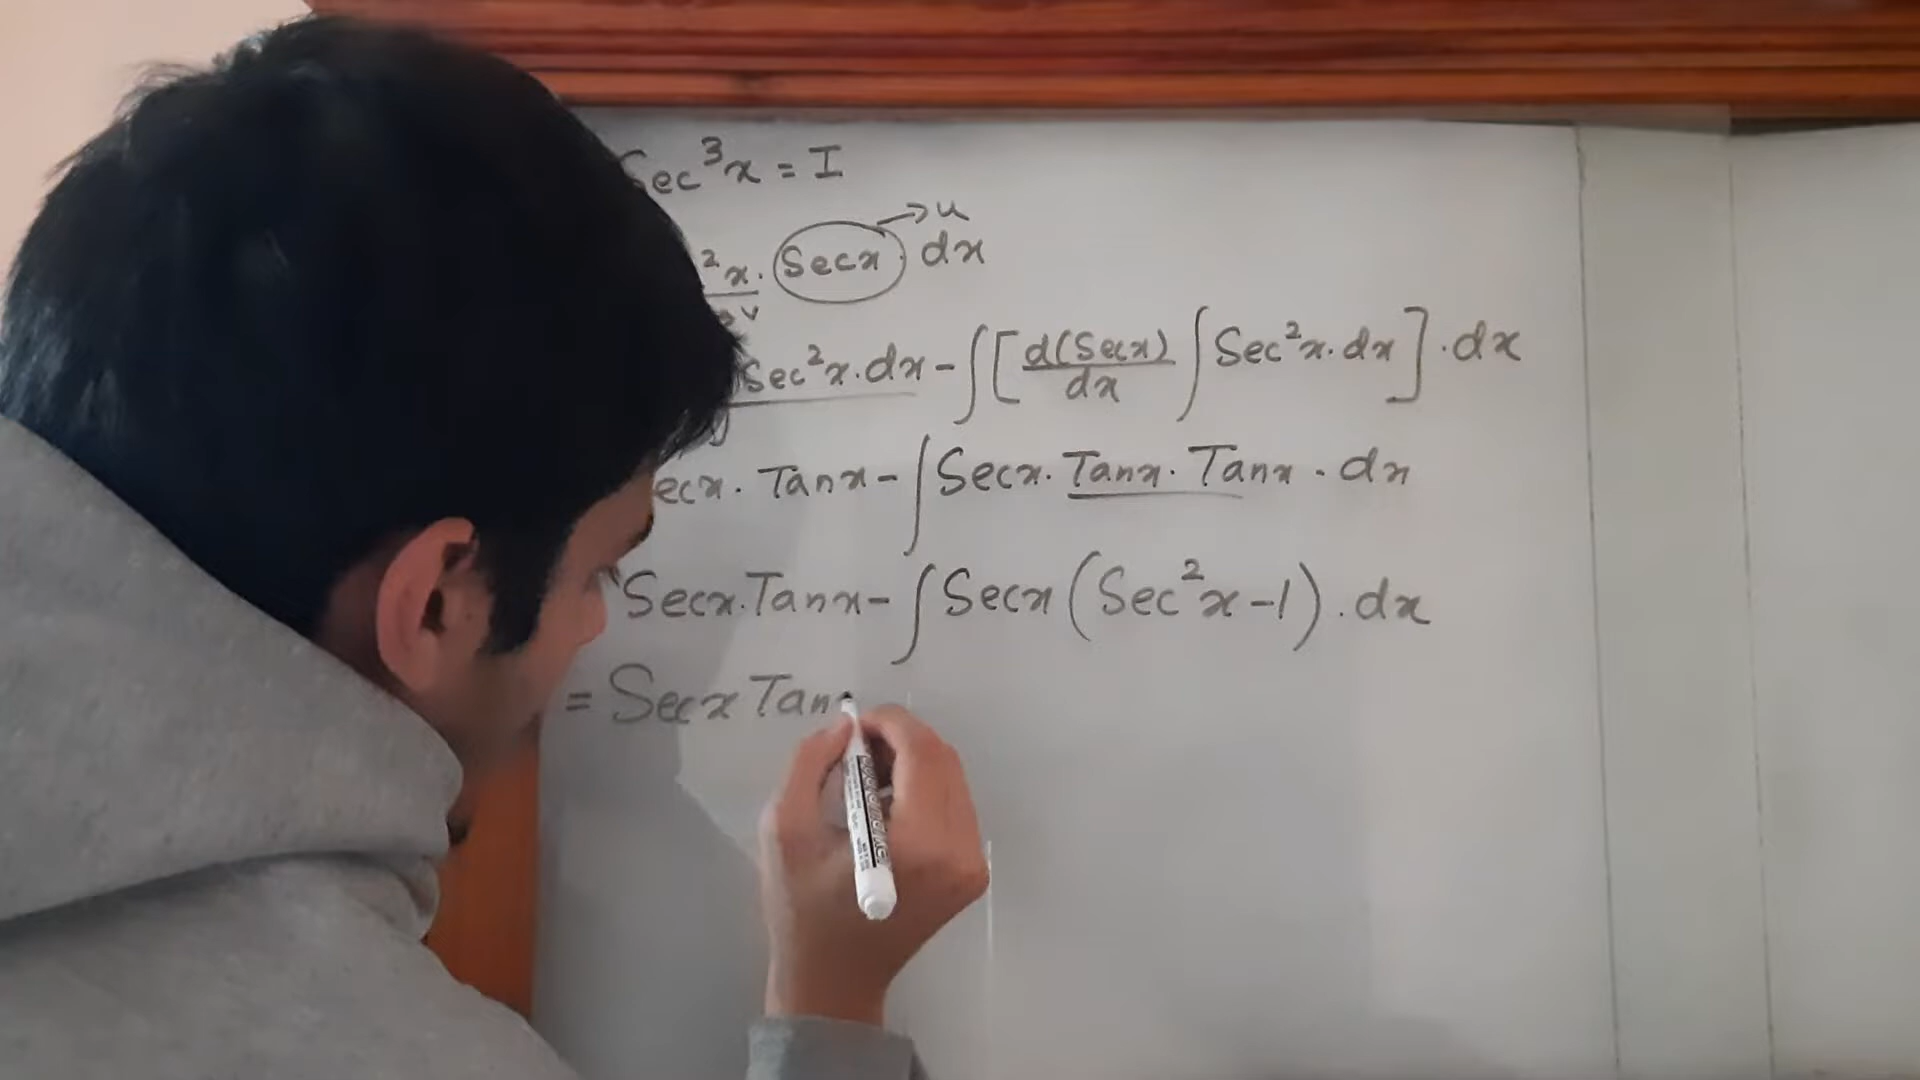 Sec³x = I
²x. Secx. dx → u
v
Sec²x.dx - ∫[d(Secx)/dx ∫Sec²x.dx].dx
ecx. Tanx - ∫Secx. Tanx. Tanx. dx
Secx.Tanx - ∫Secx(Sec²x-1).dx
= Secx Tan